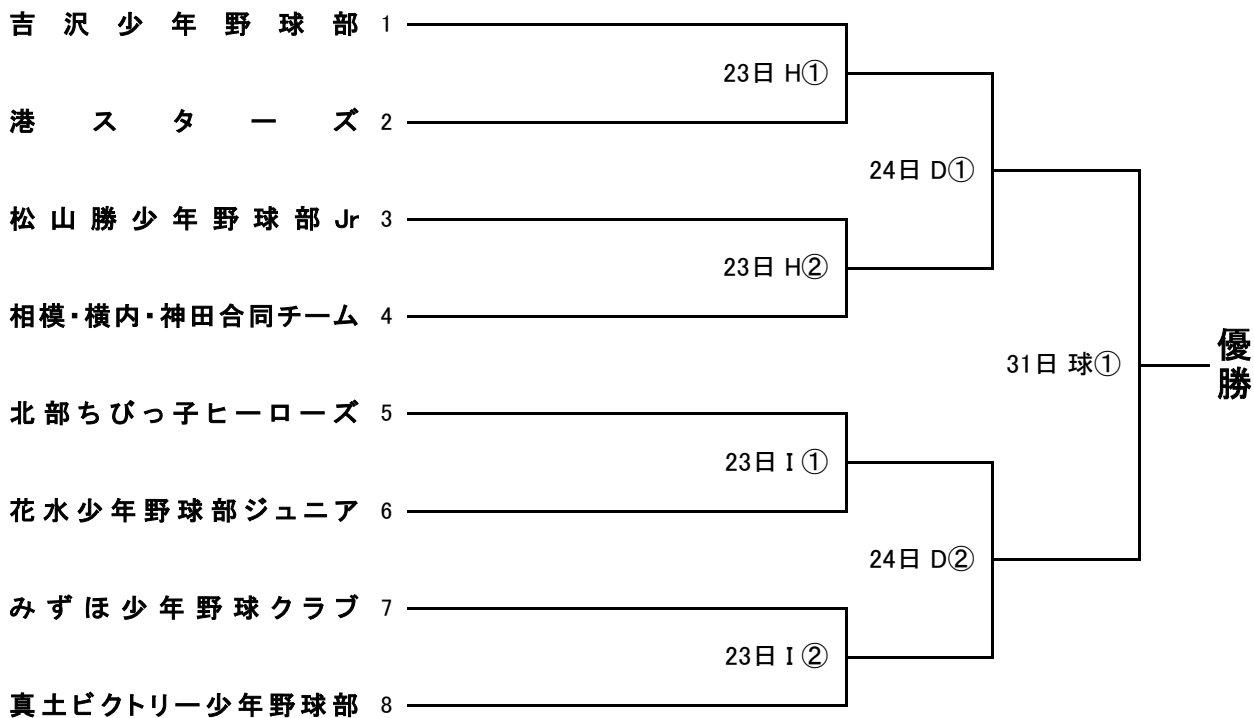 吉沢少年野球部 1
23日 H①
港スターズ 2
24日 D①
松山勝少年野球部Jr 3
23日 H②
相模・横内・神田合同チーム 4
31日 球①
優勝
北部ちびっ子ヒーローズ 5
23日 I①
花水少年野球部ジュニア 6
24日 D②
みずほ少年野球クラブ 7
23日 I②
真土ビクトリー少年野球部 8